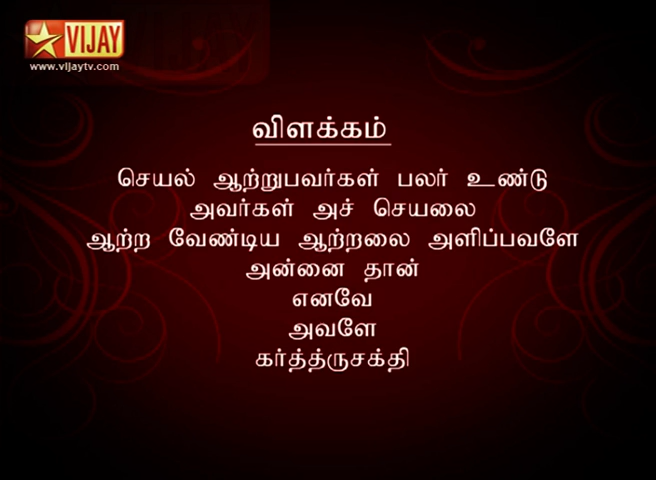 VIJAY
www.vijaytv.com
விளக்கம்
செயல் ஆற்றுபவர்கள் பலர் உண்டு
அவர்கள் அச் செயலை
ஆற்ற வேண்டிய ஆற்றலை அளிப்பவளே
அன்னை தான்
எனவே
அவளே
கர்த்த்ருசக்தி